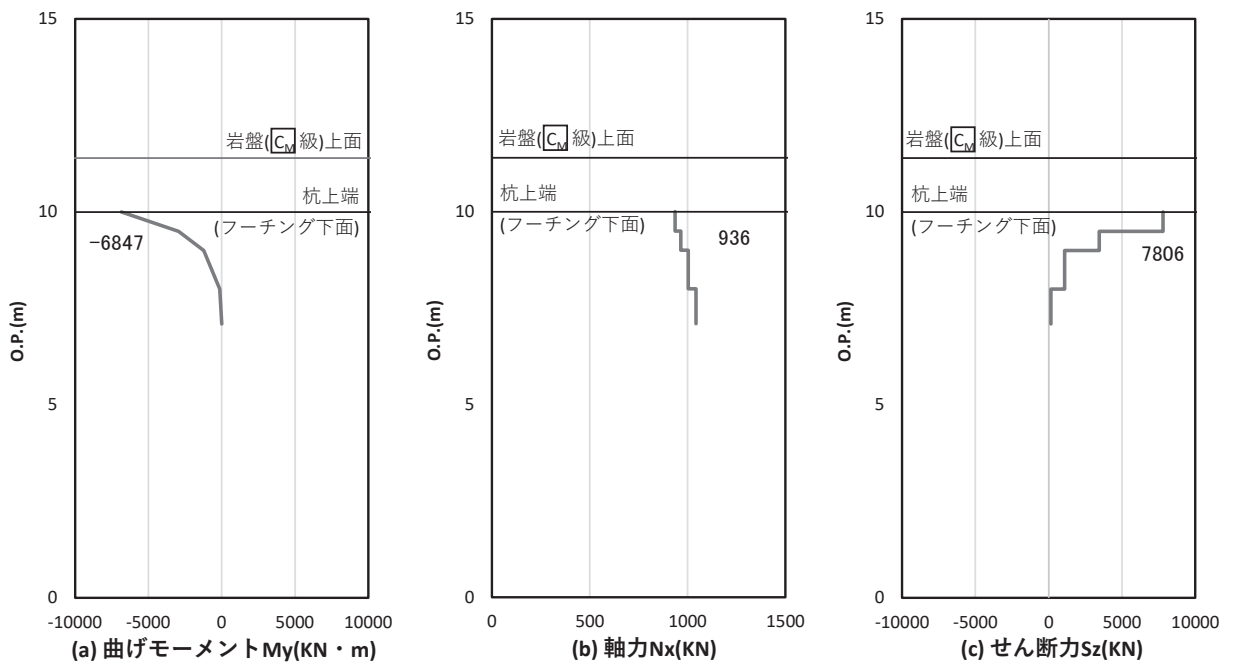 15
10
5
0
O.P.(m)
岩盤(CM級)上面
杭上端
(フーチング下面)
-6847
-10000 -5000 0 5000 10000
(a) 曲げモーメントMy(KN・m)
15
10
5
0
O.P.(m)
岩盤(CM級)上面
杭上端
(フーチング下面)
936
0 500 1000 1500
(b) 軸力Nx(KN)
15
10
5
0
O.P.(m)
岩盤(CM級)上面
杭上端
(フーチング下面)
7806
-10000 -5000 0 5000 10000
(c) せん断力Sz(KN)